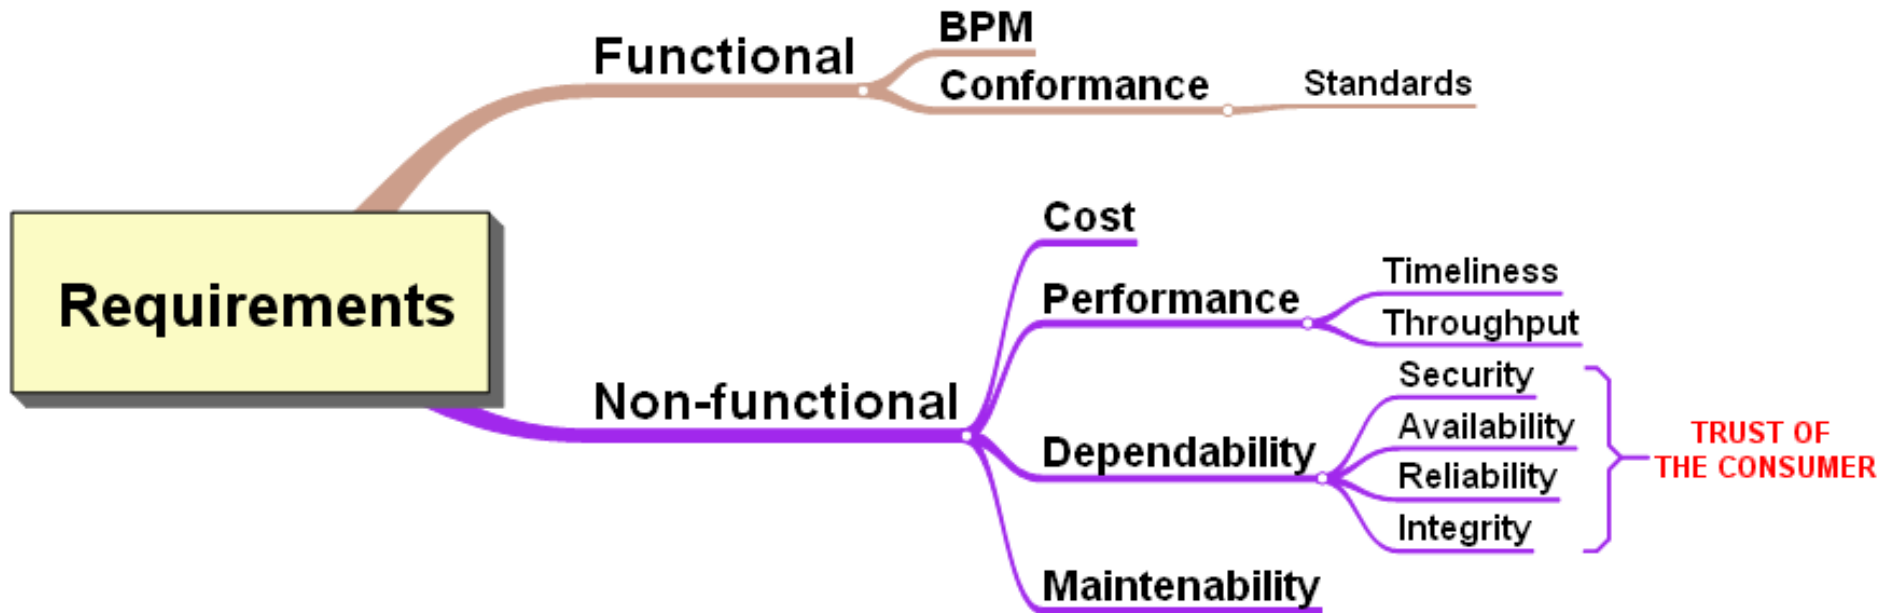 Functional
BPM
Conformance
Standards
Requirements
Non-functional
Cost
Performance
Timeliness
Throughput
Dependability
Security
Availability
Reliability
Integrity
TRUST OF
THE CONSUMER
Maintenability